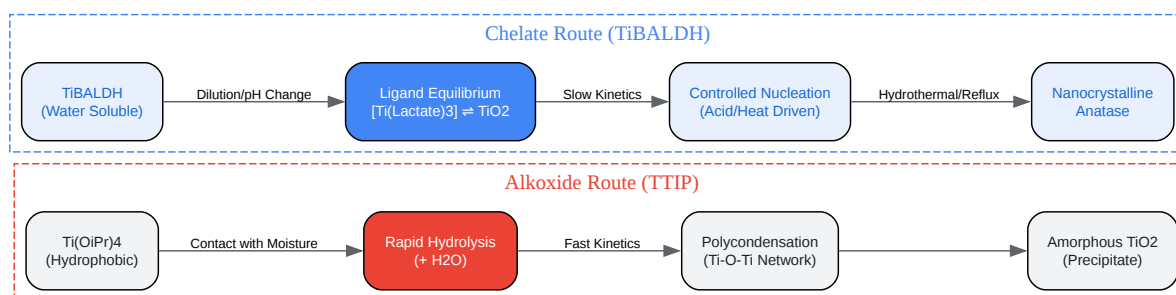 Chelate Route (TiBALDH)
TiBALDH
(Water Soluble)
Dilution/pH Change
Ligand Equilibrium
[Ti(Lactate)3] ⇌ TiO2
Slow Kinetics
Controlled Nucleation
(Acid/Heat Driven)
Hydrothermal/Reflux
Nanocrystalline
Anatase
Alkoxide Route (TTIP)
Ti(OiPr)4
(Hydrophobic)
Contact with Moisture
Rapid Hydrolysis
(+ H2O)
Fast Kinetics
Polycondensation
(Ti-O-Ti Network)
Amorphous TiO2
(Precipitate)